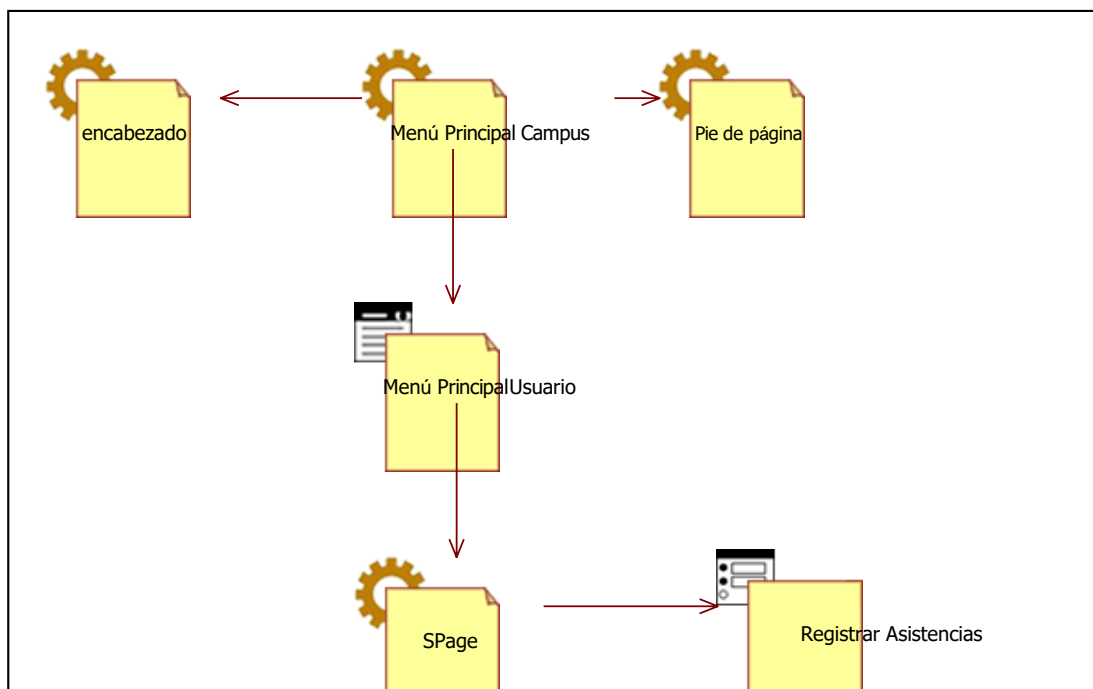 encabezado
Menú Principal Campus
Pie de página
Menú PrincipalUsuario
SPage
Registrar Asistencias